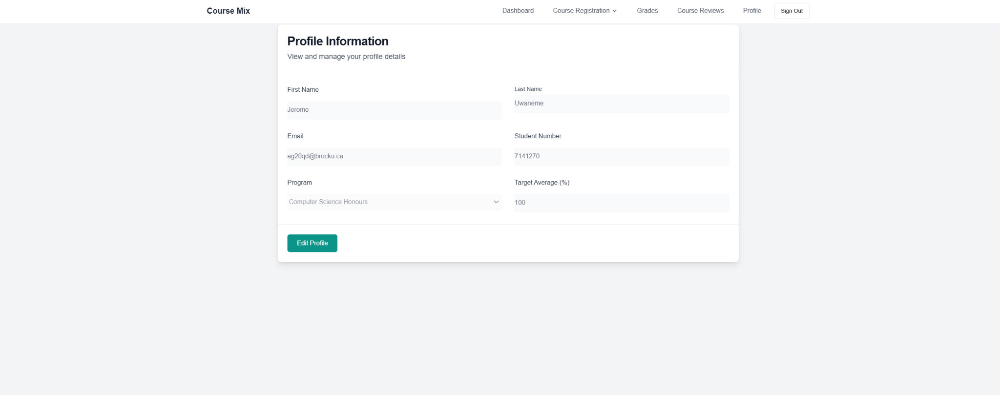 Course Mix
Dashboard
Course Registration
Grades
Course Reviews
Profile
Sign Out
Profile Information
View and manage your profile details
First Name
Last Name
Jerome
Uwaneme
Email
Student Number
ag20qd@brocku.ca
7141270
Program
Target Average (%)
Computer Science Honours
100
Edit Profile